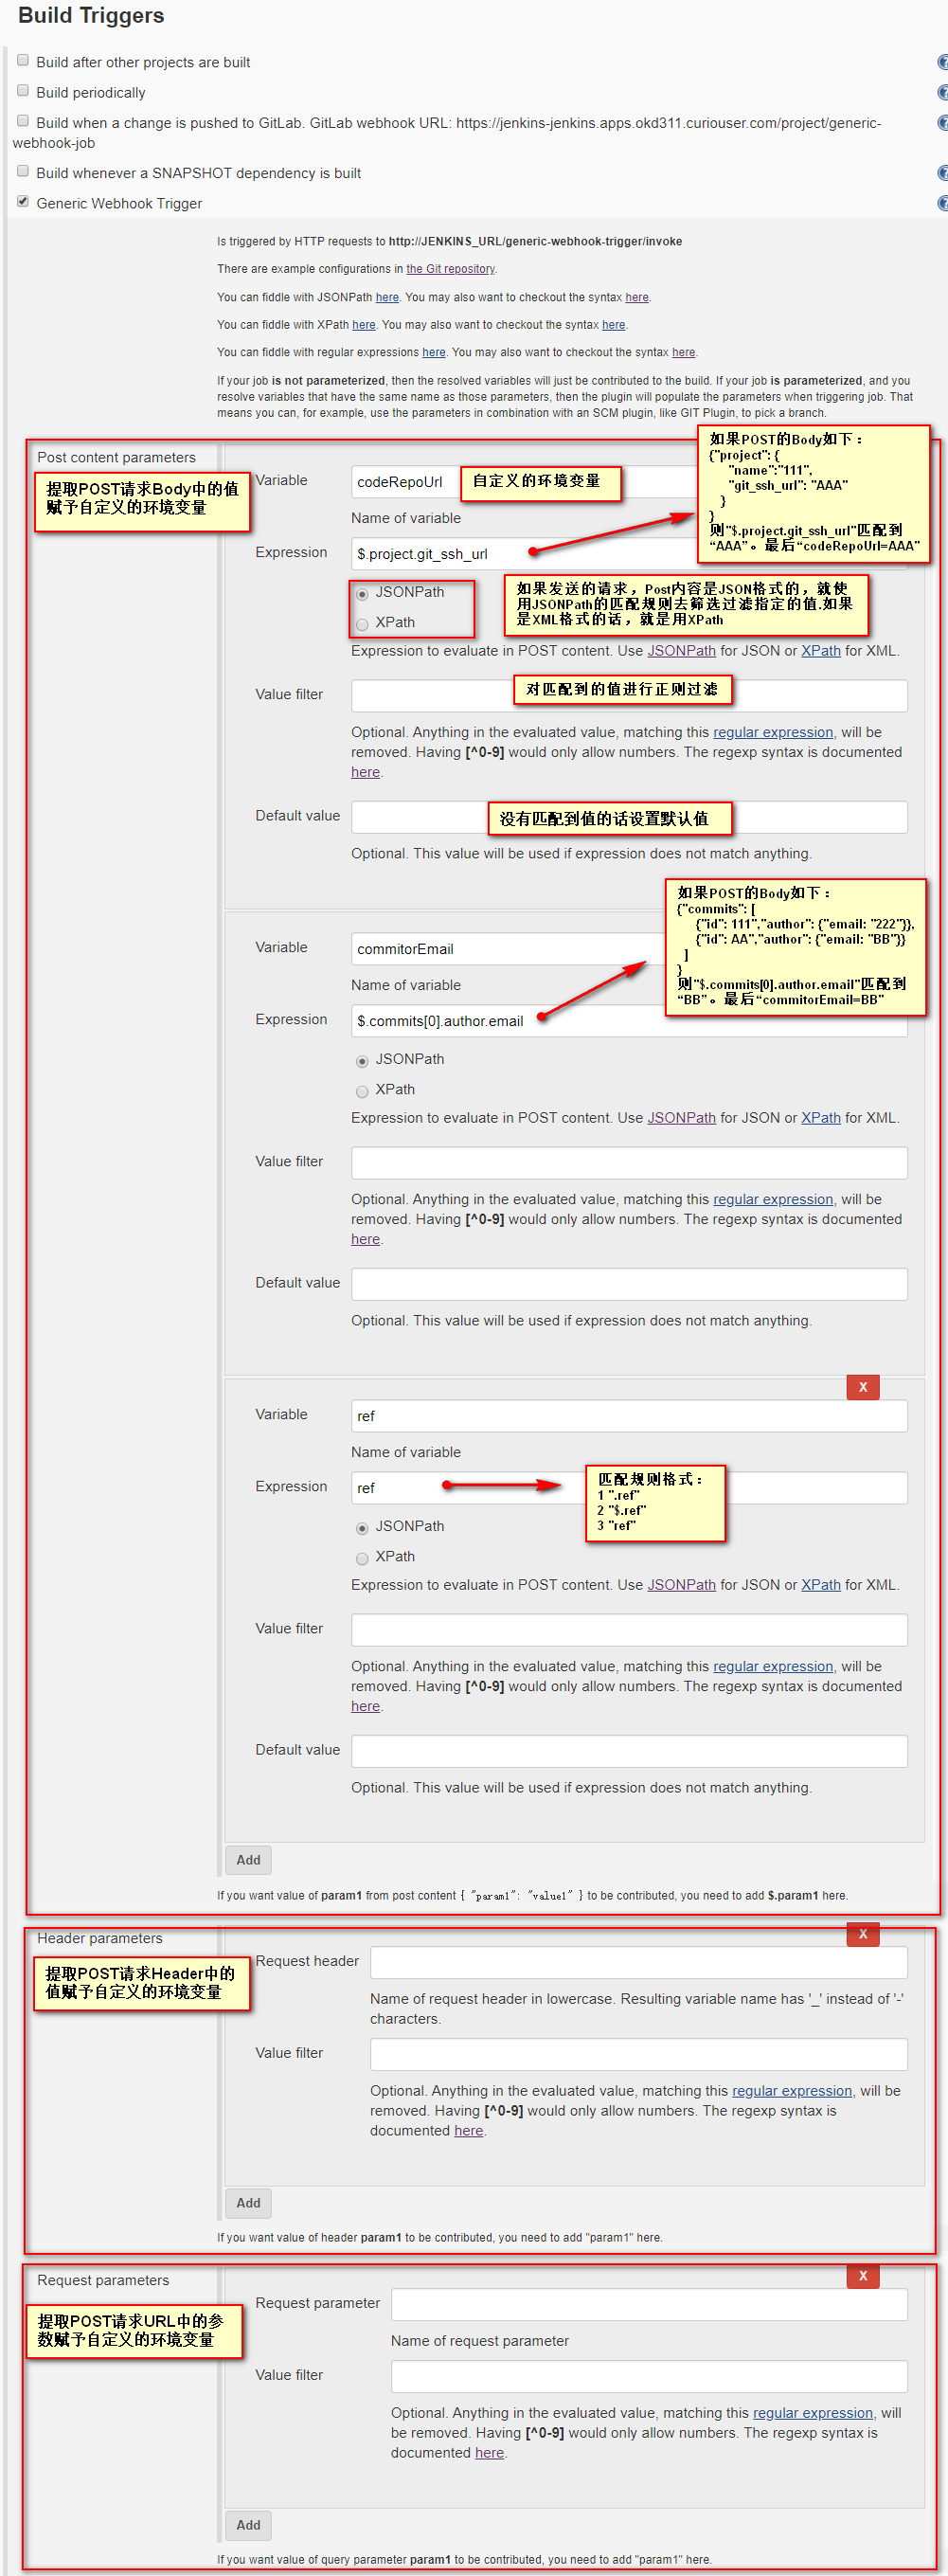 Build Triggers
Build after other projects are built
Build periodically
Build when a change is pushed to GitLab. GitLab webhook URL: https://jenkins-jenkins.apps.okd311.curiouser.com/project/generic-
webhook-job
Build whenever a SNAPSHOT dependency is built
Generic Webhook Trigger
Is triggered by HTTP requests to http://JENKINS_URL/generic-webhook-trigger/invoke
There are example configurations in the Git repository.
You can fiddle with JSONPath here. You may also want to checkout the syntax here.
You can fiddle with XPath here. You may also want to checkout the syntax here.
You can fiddle with regular expressions here. You may also want to checkout the syntax here.
If your job is not parameterized, then the resolved variables will just be contributed to the build. If your job is parameterized, and you
resolve variables that have the same name as those parameters, then the plugin will populate the parameters when triggering job. That
means you can, for example, use the parameters in combination with an SCM plugin, like GIT Plugin, to pick a branch.
Post content parameters
提取POST请求Body中的值
赋予自定义的环境变量
Variable
codeRepoUrl
自定义的环境变量
如果POST的Body如下：
{"project": {
"name":"111",
"git_ssh_url": "AAA"
}
}
则"$.project.git_ssh_url"匹配到
“AAA”。最后“codeRepoUrl=AAA”
Name of variable
Expression
$.project.git_ssh_url
JSONPath
XPath
如果发送的请求，Post内容是JSON格式的，就使
用JSONPath的匹配规则去筛选过滤指定的值.如果
是XML格式的话，就是用XPath
Expression to evaluate in POST content. Use JSONPath for JSON or XPath for XML.
Value filter
对匹配到的值进行正则过滤
Optional. Anything in the evaluated value, matching this regular expression, will be
removed. Having [^0-9] would only allow numbers. The regexp syntax is documented
here.
Default value
没有匹配到值的话设置默认值
Optional. This value will be used if expression does not match anything.
Variable
commitorEmail
如果POST的Body如下：
{"commits": [
{"id": 111","author": {"email: "222"}},
{"id": AA","author": {"email: "BB"}}
]
}
则"$.commits[0].author.email"匹配到
“BB”。最后“commitorEmail=BB”
Name of variable
Expression
$.commits[0].author.email
JSONPath
XPath
Expression to evaluate in POST content. Use JSONPath for JSON or XPath for XML.
Value filter
Optional. Anything in the evaluated value, matching this regular expression, will be
removed. Having [^0-9] would only allow numbers. The regexp syntax is documented
here.
Default value
Optional. This value will be used if expression does not match anything.
X
Variable
ref
Name of variable
Expression
ref
匹配规则格式：
1 ".ref"
2 "$.ref"
3 "ref"
JSONPath
XPath
Expression to evaluate in POST content. Use JSONPath for JSON or XPath for XML.
Value filter
Optional. Anything in the evaluated value, matching this regular expression, will be
removed. Having [^0-9] would only allow numbers. The regexp syntax is documented
here.
Default value
Optional. This value will be used if expression does not match anything.
Add
If you want value of param1 from post content { "param1": "value1" } to be contributed, you need to add $.param1 here.
X
Header parameters
提取POST请求Header中的
值赋予自定义的环境变量
Request header
Name of request header in lowercase. Resulting variable name has '_' instead of '-'
characters.
Value filter
Optional. Anything in the evaluated value, matching this regular expression, will be
removed. Having [^0-9] would only allow numbers. The regexp syntax is
documented here.
Add
If you want value of header param1 to be contributed, you need to add "param1" here.
X
Request parameters
提取POST请求URL中的参
数赋予自定义的环境变量
Request parameter
Name of request parameter
Value filter
Optional. Anything in the evaluated value, matching this regular expression, will
be removed. Having [^0-9] would only allow numbers. The regexp syntax is
documented here.
Add
If you want value of query parameter param1 to be contributed, you need to add "param1" here.